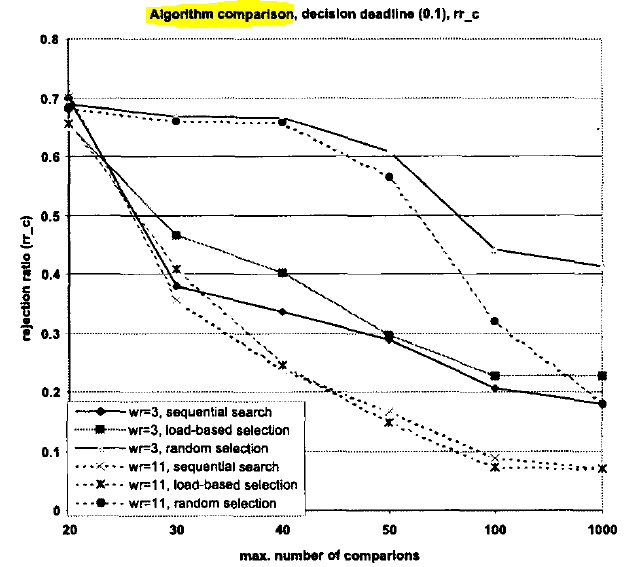 Algorithm comparison, decision deadline (0.1), rr_c
0.8
0.7
0.6
0.5
0.4
0.3
0.2
0.1
0
rejection ratio (rr_c)
wr=3, sequential search
wr=3, load-based selection
wr=3, random selection
wr=11, sequential search
wr=11, load-based selection
wr=11, random selection
20 30 40 50 100 1000
max. number of comparions